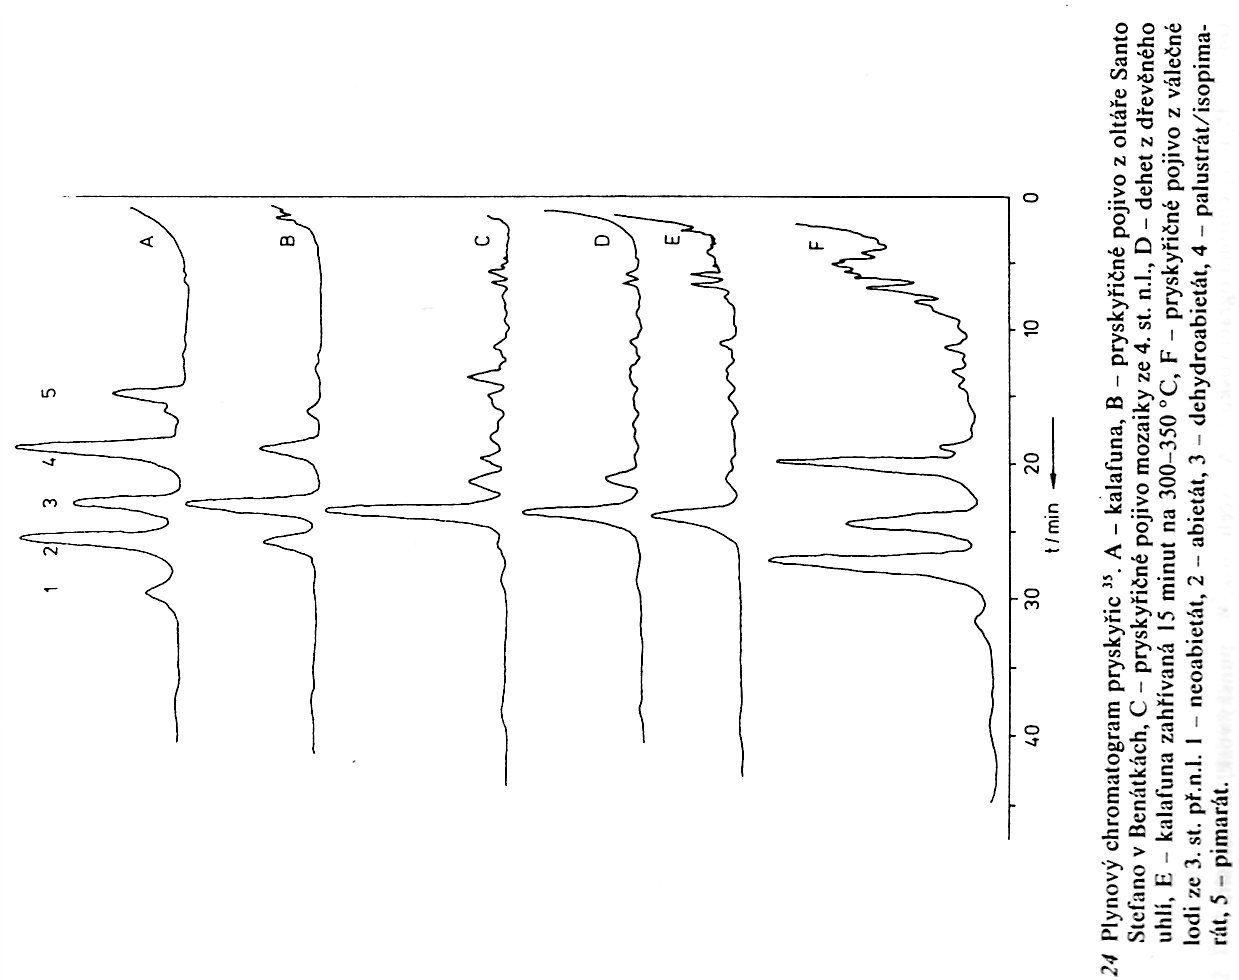 A
B
C
D
E
F
1
2
3
4
5
0
10
20
30
40
t/min
24 Plynový chromatogram pryskyřic 35. A – kalafuna, B – pryskyřičné pojivo z oltáře Santo
Stefano v Benátkách, C – pryskyřičné pojivo mozaiky ze 4. st. n.l., D – dehet z dřevěného
uhlí, E – kalafuna zahřívaná 15 minut na 300–350 °C, F – pryskyřičné pojivo z válečné
lodi ze 3. st. př.n.l. 1 – neoabietát, 2 – abietát, 3 – dehydroabietát, 4 – palustrát/isopima-
rát, 5 – pimarát.